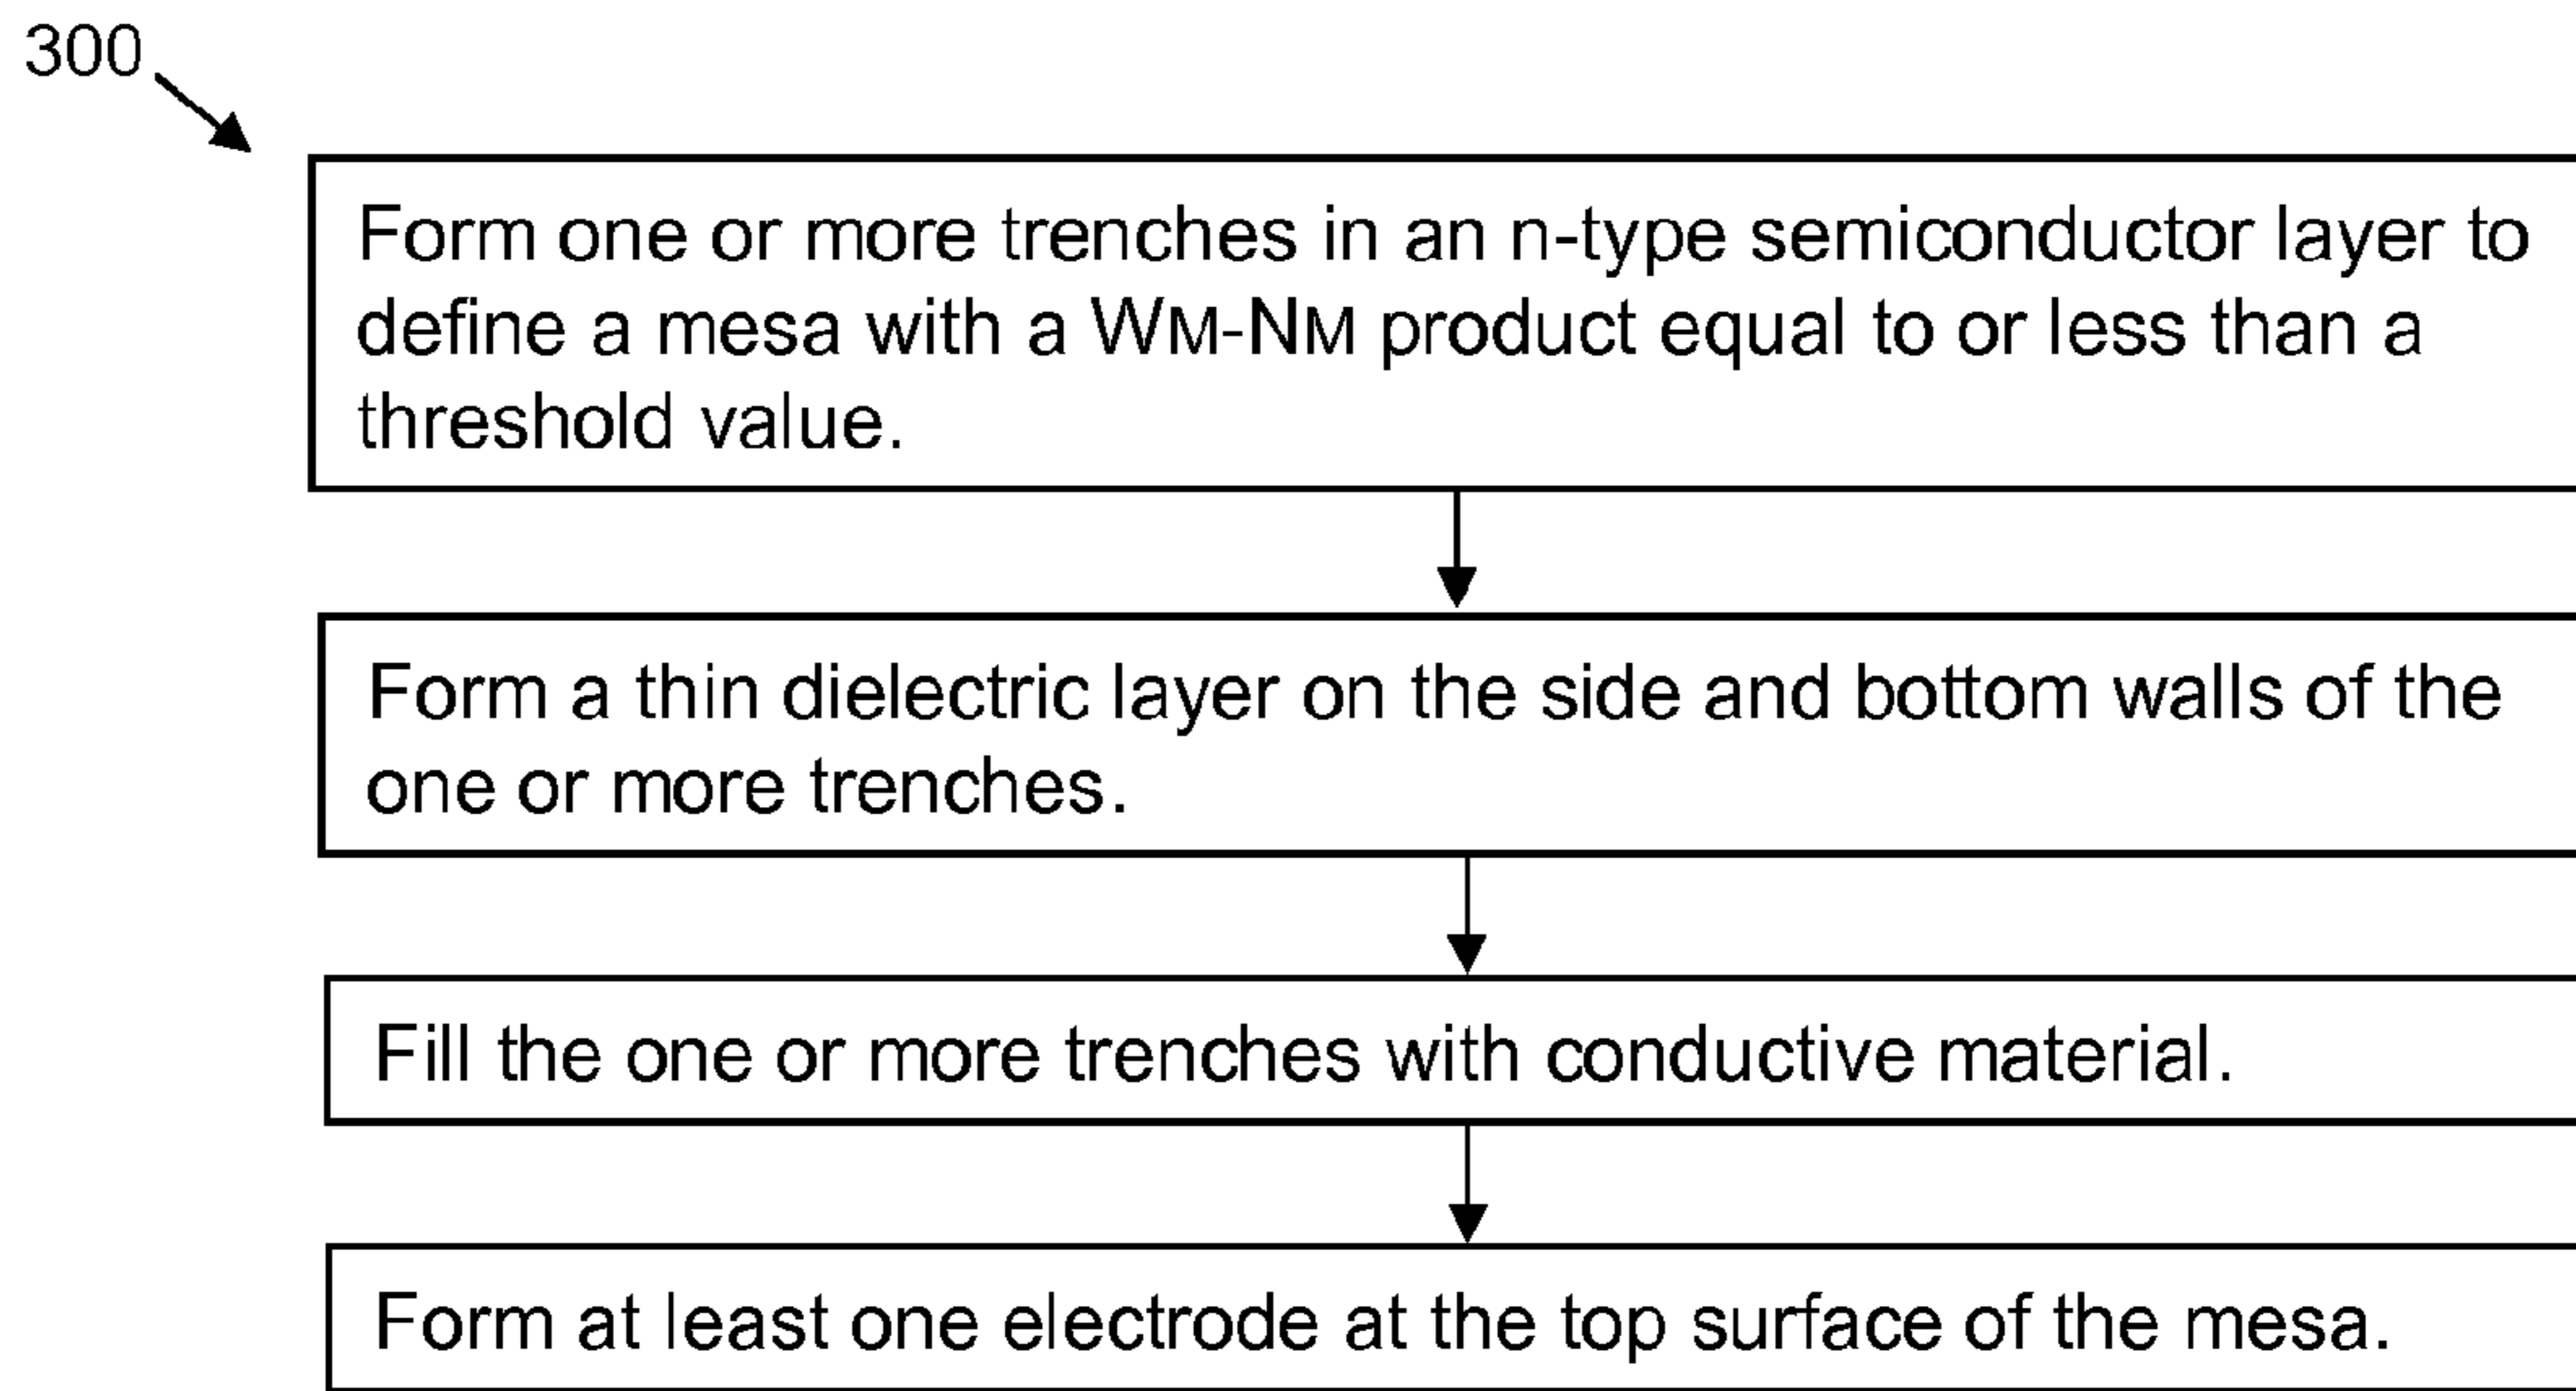 300
Form one or more trenches in an n-type semiconductor layer to
define a mesa with a WM-NM product equal to or less than a
threshold value.
Form a thin dielectric layer on the side and bottom walls of the
one or more trenches.
Fill the one or more trenches with conductive material.
Form at least one electrode at the top surface of the mesa.